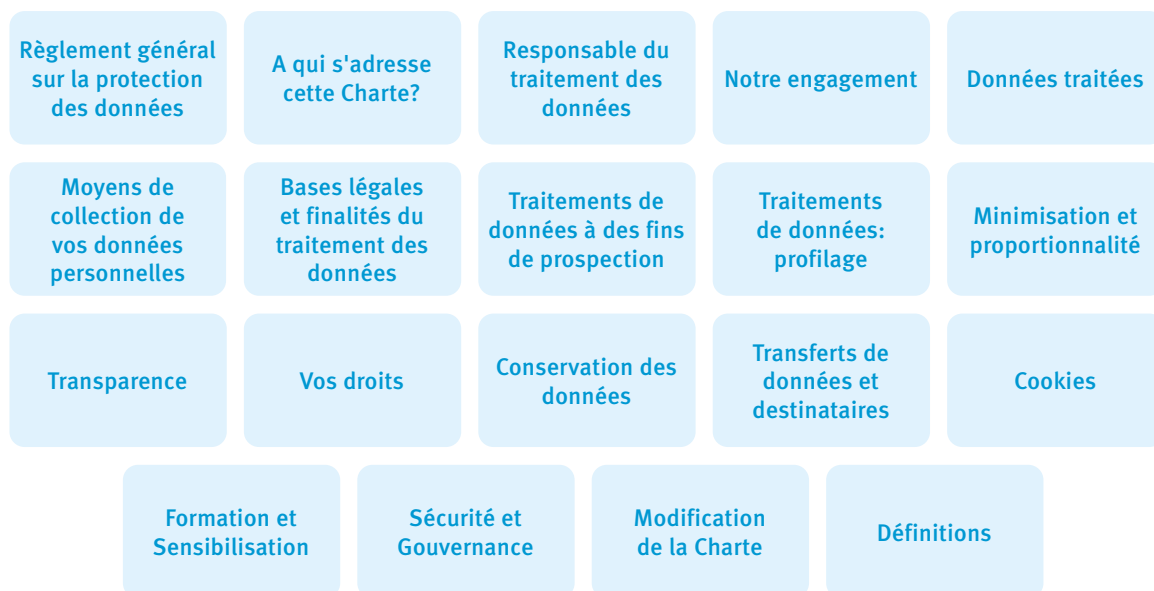 Règlement général
sur la protection
des données
A qui s'adresse
cette Charte?
Responsable du
traitement des
données
Notre engagement
Données traitées
Moyens de
collection de
vos données
personnelles
Bases légales
et finalités du
traitement des
données
Traitements de
données à des fins
de prospection
Traitements
de données:
profilage
Minimisation et
proportionnalité
Transparence
Vos droits
Conservation des
données
Transferts de
données et
destinataires
Cookies
Formation et
Sensibilisation
Sécurité et
Gouvernance
Modification
de la Charte
Définitions